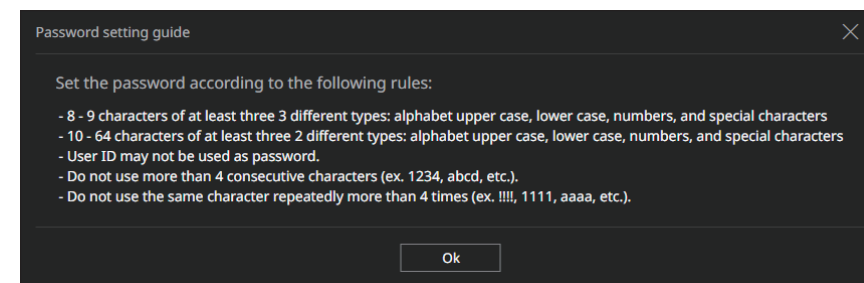 Password setting guide
Set the password according to the following rules:
- 8 - 9 characters of at least three 3 different types: alphabet upper case, lower case, numbers, and special characters
- 10 - 64 characters of at least three 2 different types: alphabet upper case, lower case, numbers, and special characters
- User ID may not be used as password.
- Do not use more than 4 consecutive characters (ex. 1234, abcd, etc.).
- Do not use the same character repeatedly more than 4 times (ex. !!!!, 1111, aaaa, etc.).
Ok